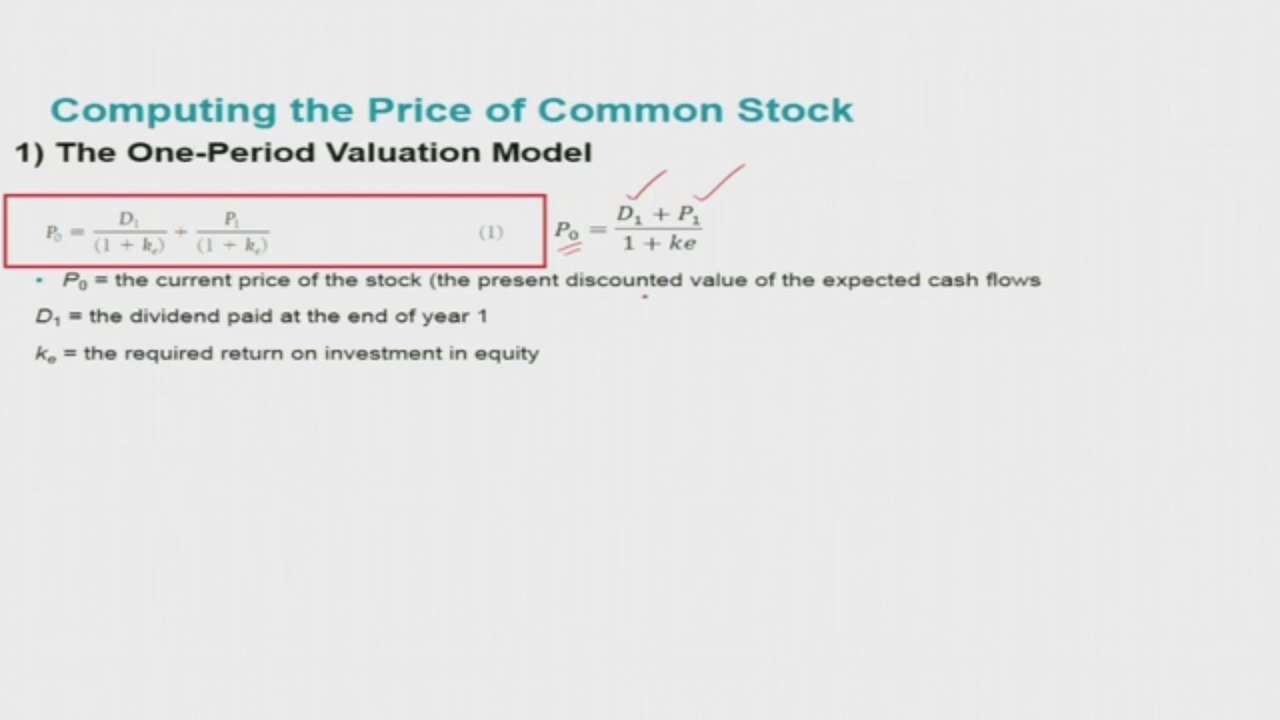 Computing the Price of Common Stock
1) The One-Period Valuation Model
P₀ = D₁/(1 + kₑ) + P₁/(1 + kₑ) (1)
P₀ = (D₁ + P₁)/(1 + ke)
• P₀ = the current price of the stock (the present discounted value of the expected cash flows
D₁ = the dividend paid at the end of year 1
kₑ = the required return on investment in equity